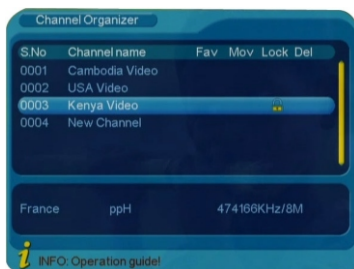 Channel Organizer
S.No Channel name Fav Mov Lock Del
0001 Cambodia Video
0002 USA Video
0003 Kenya Video
0004 New Channel
France ppH 474166KHz/8M
i INFO: Operation guide!